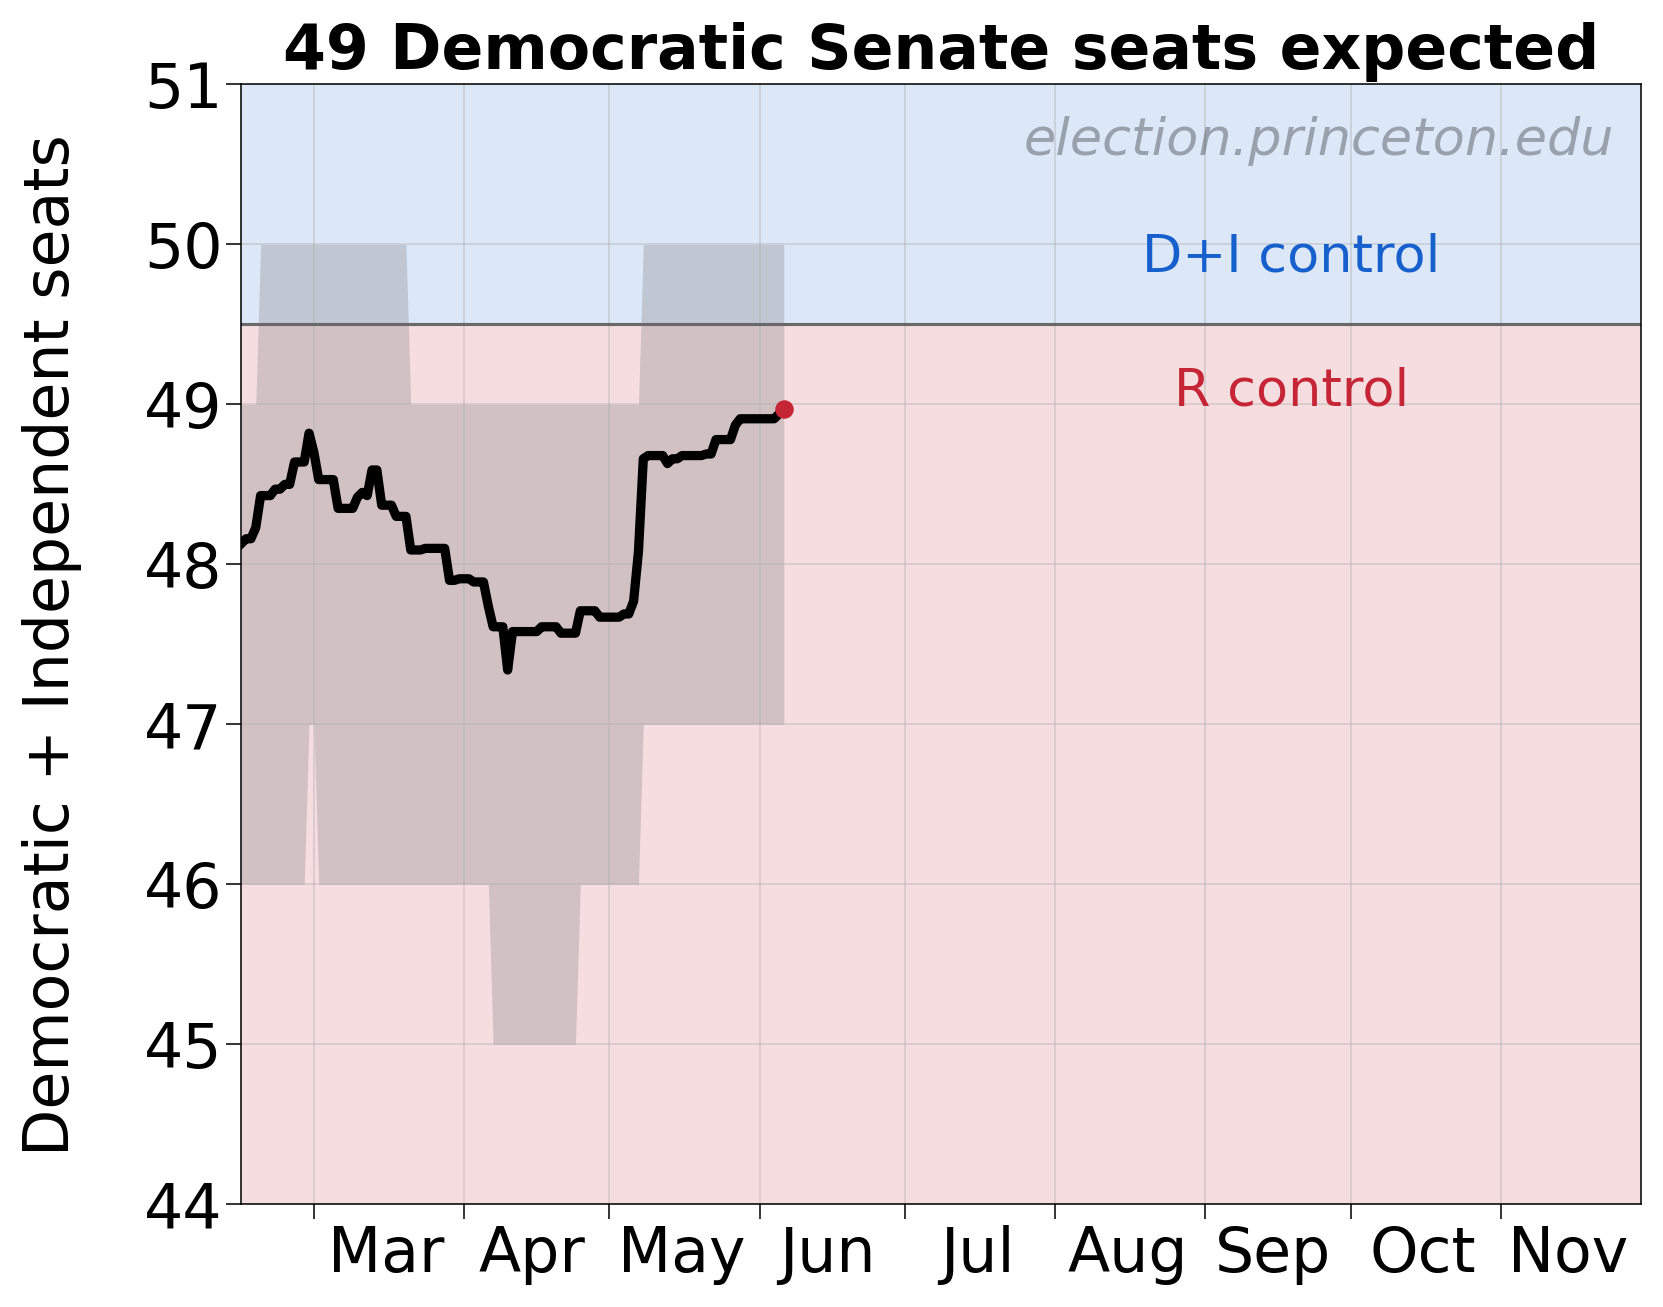 49 Democratic Senate seats expected
election.princeton.edu
D+I control
R control
Democratic + Independent seats
51
50
49
48
47
46
45
44
Mar Apr May Jun Jul Aug Sep Oct Nov